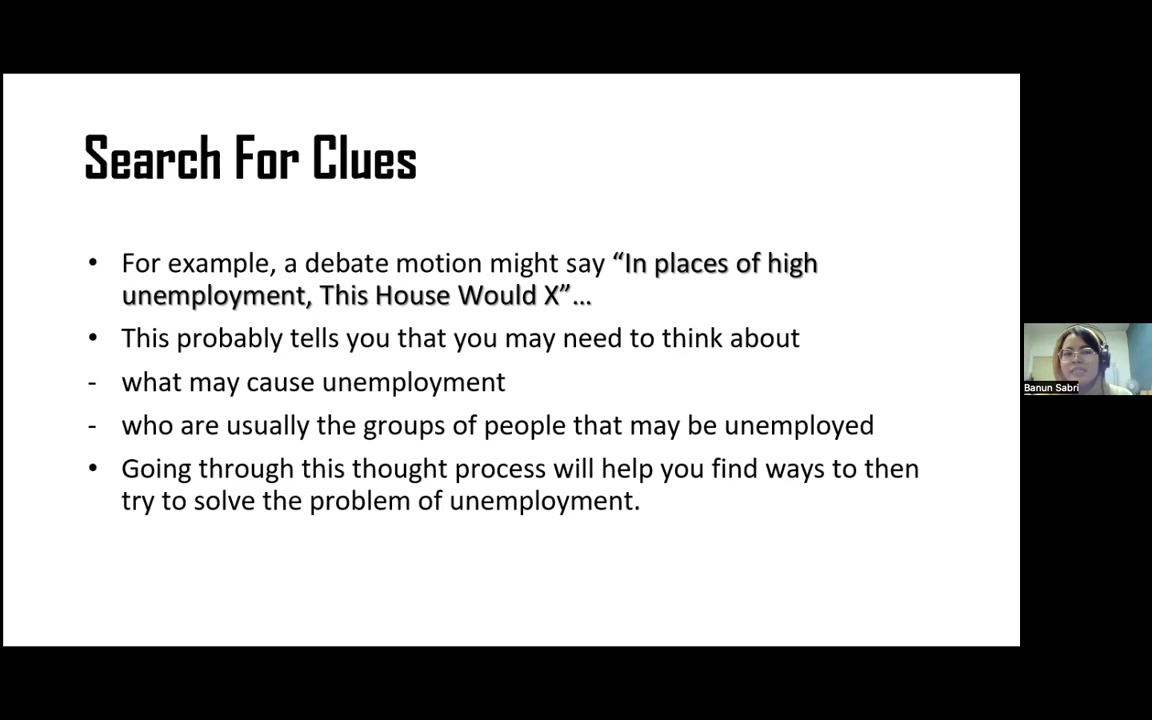 Search For Clues
• For example, a debate motion might say “In places of high
unemployment, This House Would X”…
• This probably tells you that you may need to think about
- what may cause unemployment
- who are usually the groups of people that may be unemployed
• Going through this thought process will help you find ways to then
try to solve the problem of unemployment.
Banun Sabri